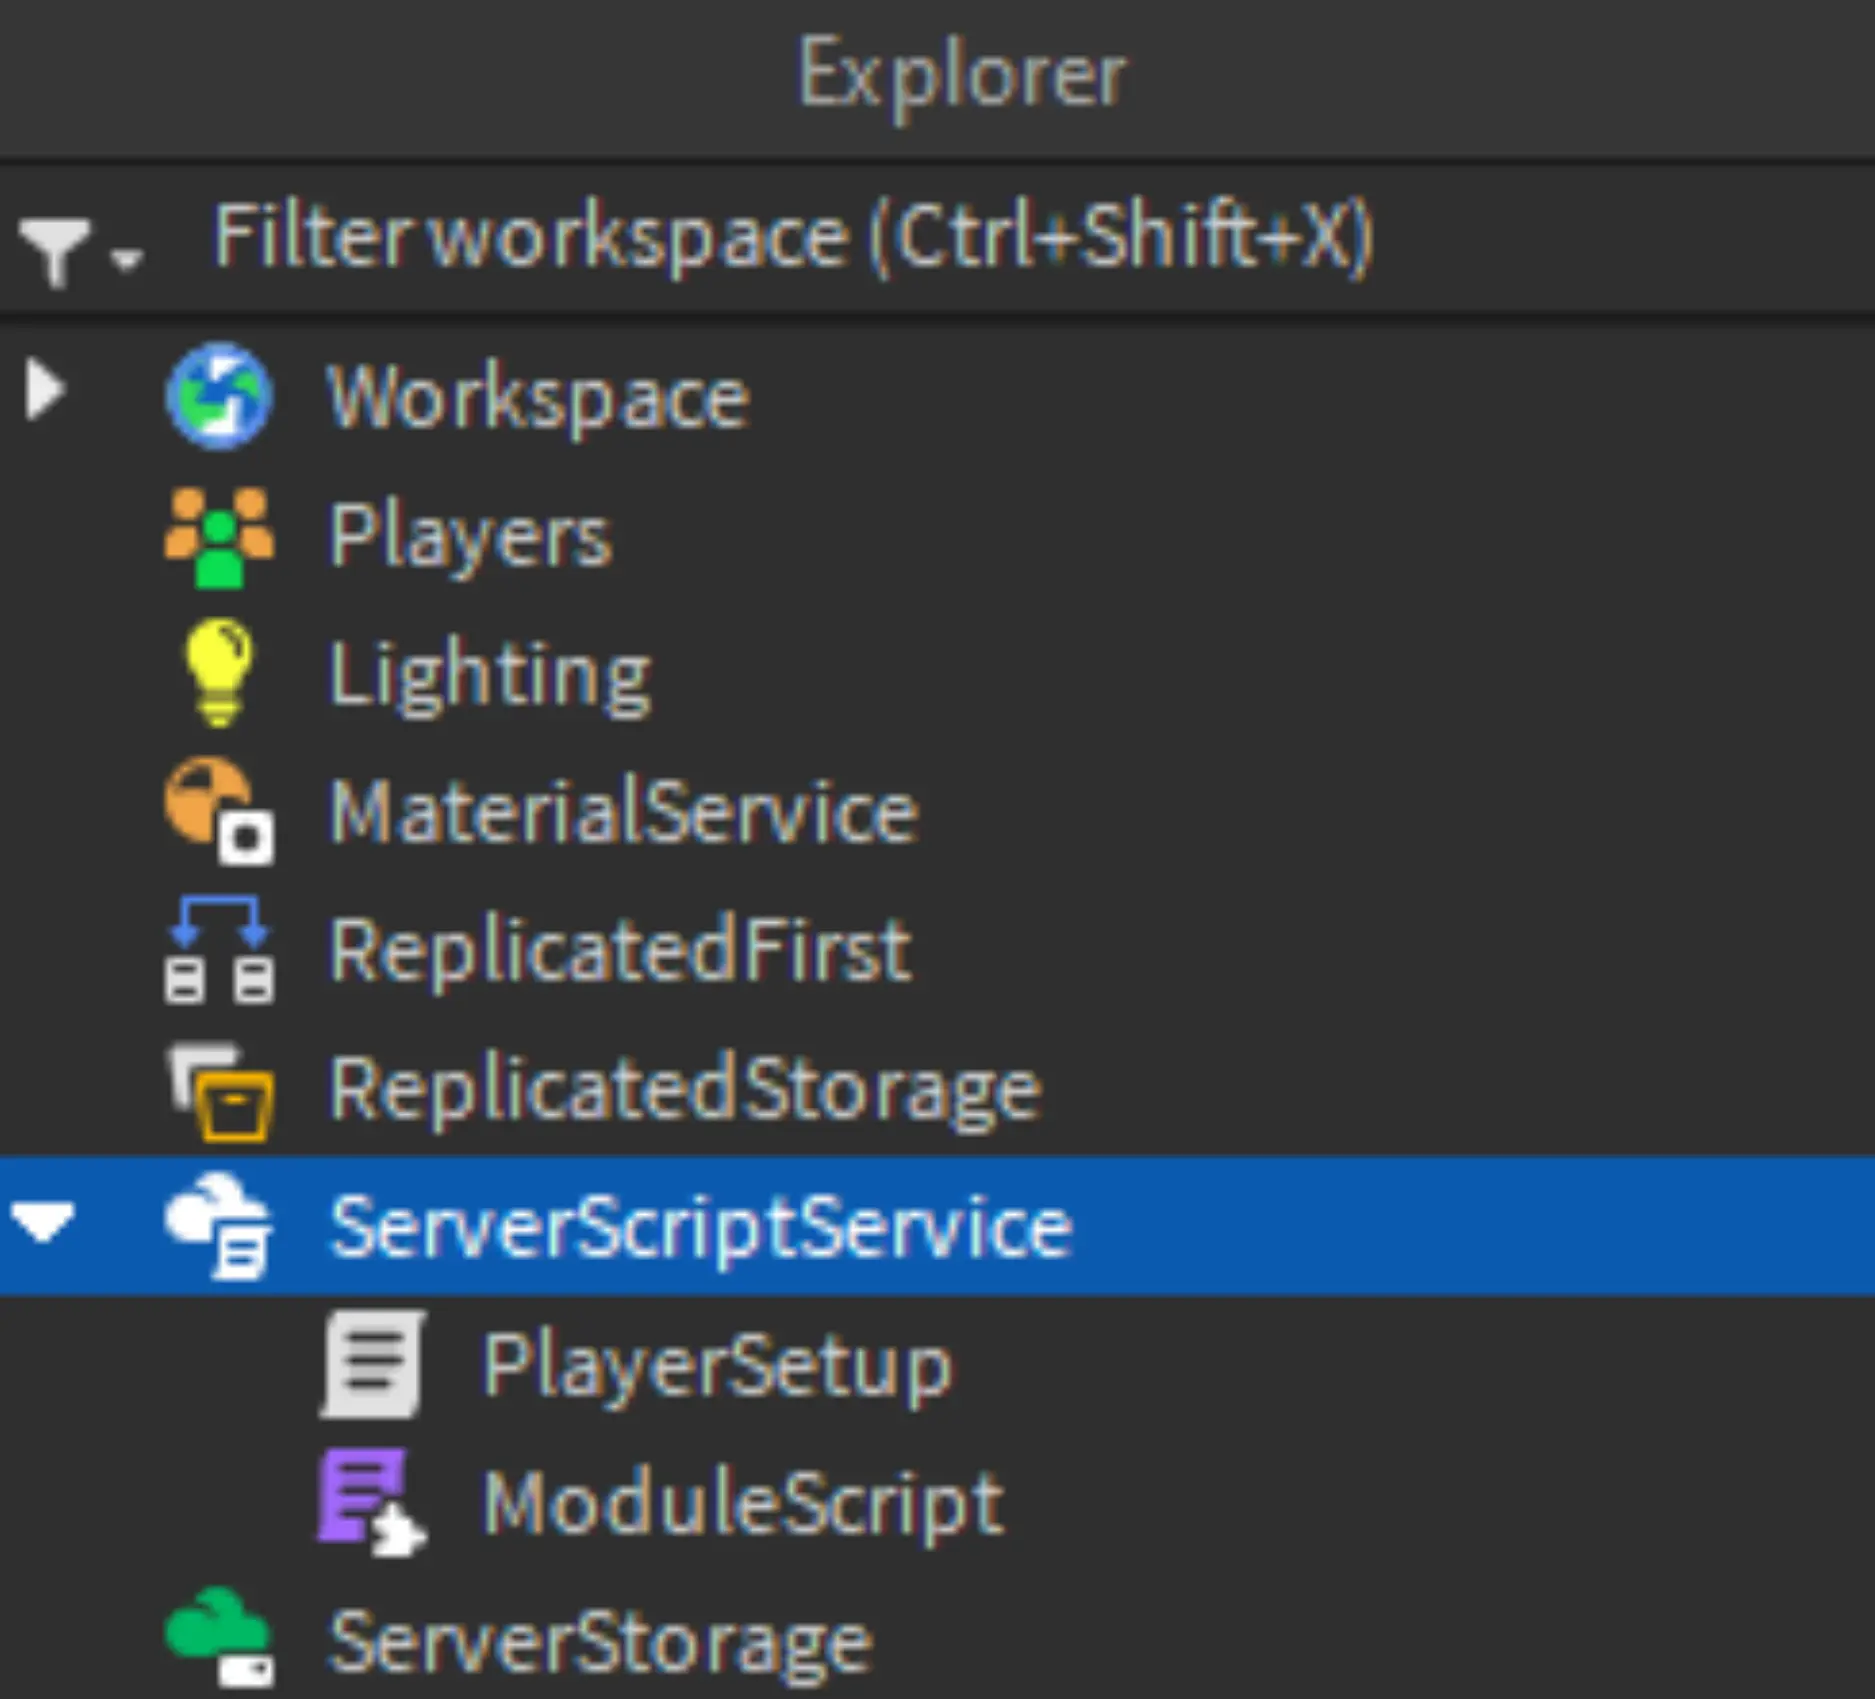 Explorer
Filter workspace (Ctrl+Shift+X)
Workspace
Players
Lighting
MaterialService
ReplicatedFirst
ReplicatedStorage
ServerScriptService
PlayerSetup
ModuleScript
ServerStorage